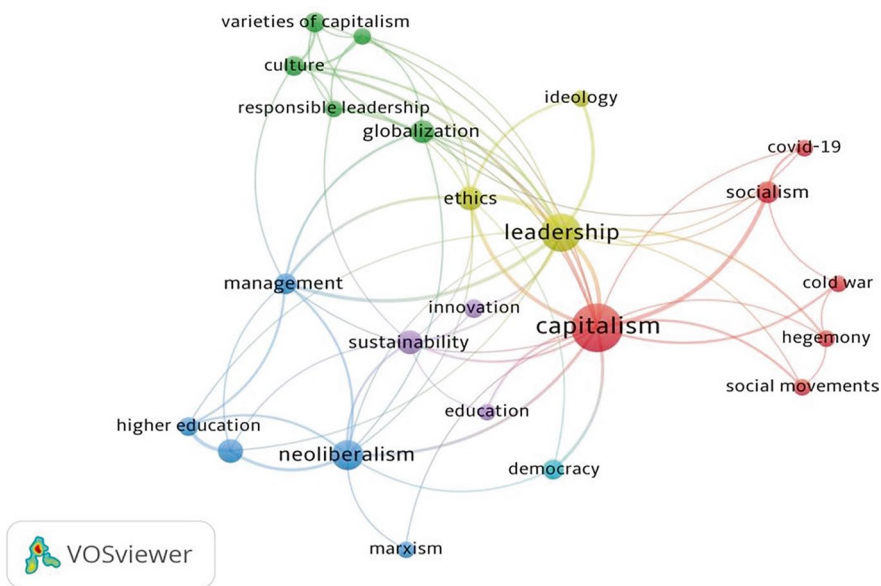 varieties of capitalism
culture
responsible leadership
globalization
ideology
covid-19
socialism
ethics
leadership
management
innovation
cold war
capitalism
sustainability
hegemony
social movements
education
higher education
neoliberalism
democracy
marxism
VOSviewer